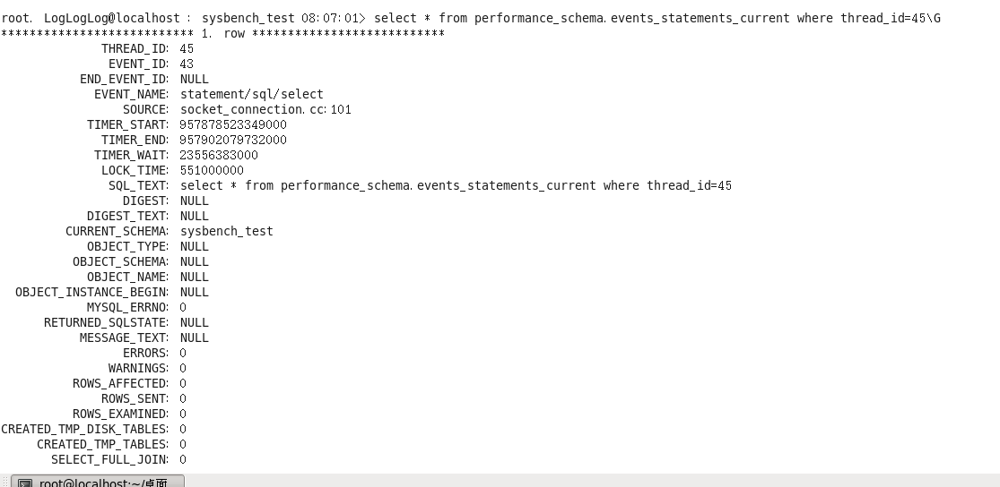 root. LogLogLog@localhost : sysbench_test 08:07:01> select * from performance_schema.events_statements_current where thread_id=45\G
*************************** 1. row ***************************
THREAD_ID: 45
EVENT_ID: 43
END_EVENT_ID: NULL
EVENT_NAME: statement/sql/select
SOURCE: socket_connection.cc:101
TIMER_START: 957878523349000
TIMER_END: 957902079732000
TIMER_WAIT: 23556383000
LOCK_TIME: 551000000
SQL_TEXT: select * from performance_schema.events_statements_current where thread_id=45
DIGEST: NULL
DIGEST_TEXT: NULL
CURRENT_SCHEMA: sysbench_test
OBJECT_TYPE: NULL
OBJECT_SCHEMA: NULL
OBJECT_NAME: NULL
OBJECT_INSTANCE_BEGIN: NULL
MYSQL_ERRNO: 0
RETURNED_SQLSTATE: NULL
MESSAGE_TEXT: NULL
ERRORS: 0
WARNINGS: 0
ROWS_AFFECTED: 0
ROWS_SENT: 0
ROWS_EXAMINED: 0
CREATED_TMP_DISK_TABLES: 0
CREATED_TMP_TABLES: 0
SELECT_FULL_JOIN: 0
root@localhost:~/桌面